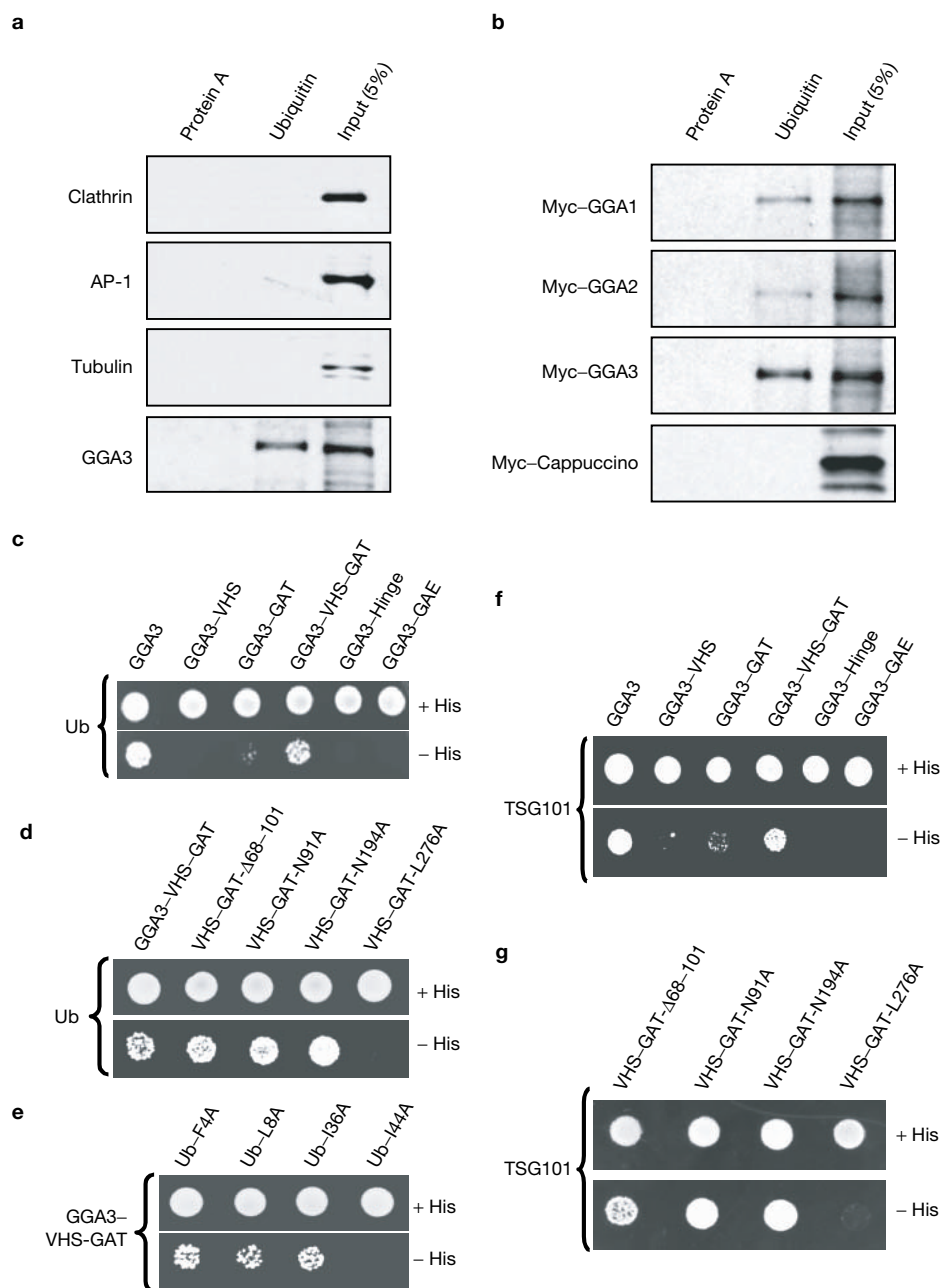 a
Protein A
Ubiquitin
Input (5%)
Clathrin
AP-1
Tubulin
GGA3
b
Protein A
Ubiquitin
Input (5%)
Myc–GGA1
Myc–GGA2
Myc–GGA3
Myc–Cappuccino
c
GGA3
GGA3–VHS
GGA3–GAT
GGA3–VHS–GAT
GGA3–Hinge
GGA3–GAE
Ub
+ His
– His
d
GGA3–VHS–GAT
VHS–GAT-Δ68–101
VHS–GAT-N91A
VHS–GAT-N194A
VHS–GAT-L276A
Ub
+ His
– His
e
Ub–F4A
Ub–L8A
Ub–I36A
Ub–I44A
GGA3–
VHS-GAT
+ His
– His
f
GGA3
GGA3–VHS
GGA3–GAT
GGA3–VHS–GAT
GGA3–Hinge
GGA3–GAE
TSG101
+ His
– His
g
VHS–GAT-Δ68–101
VHS–GAT-N91A
VHS–GAT-N194A
VHS–GAT-L276A
TSG101
+ His
– His